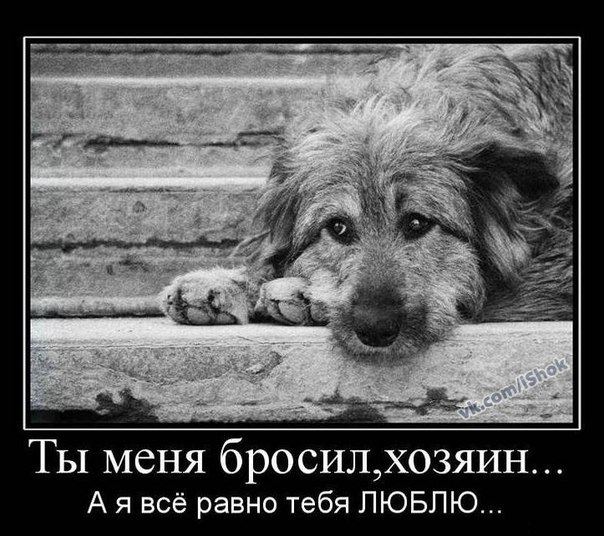 vk.com/IShok
Ты меня бросил,хозяин...
А я всё равно тебя ЛЮБЛЮ...